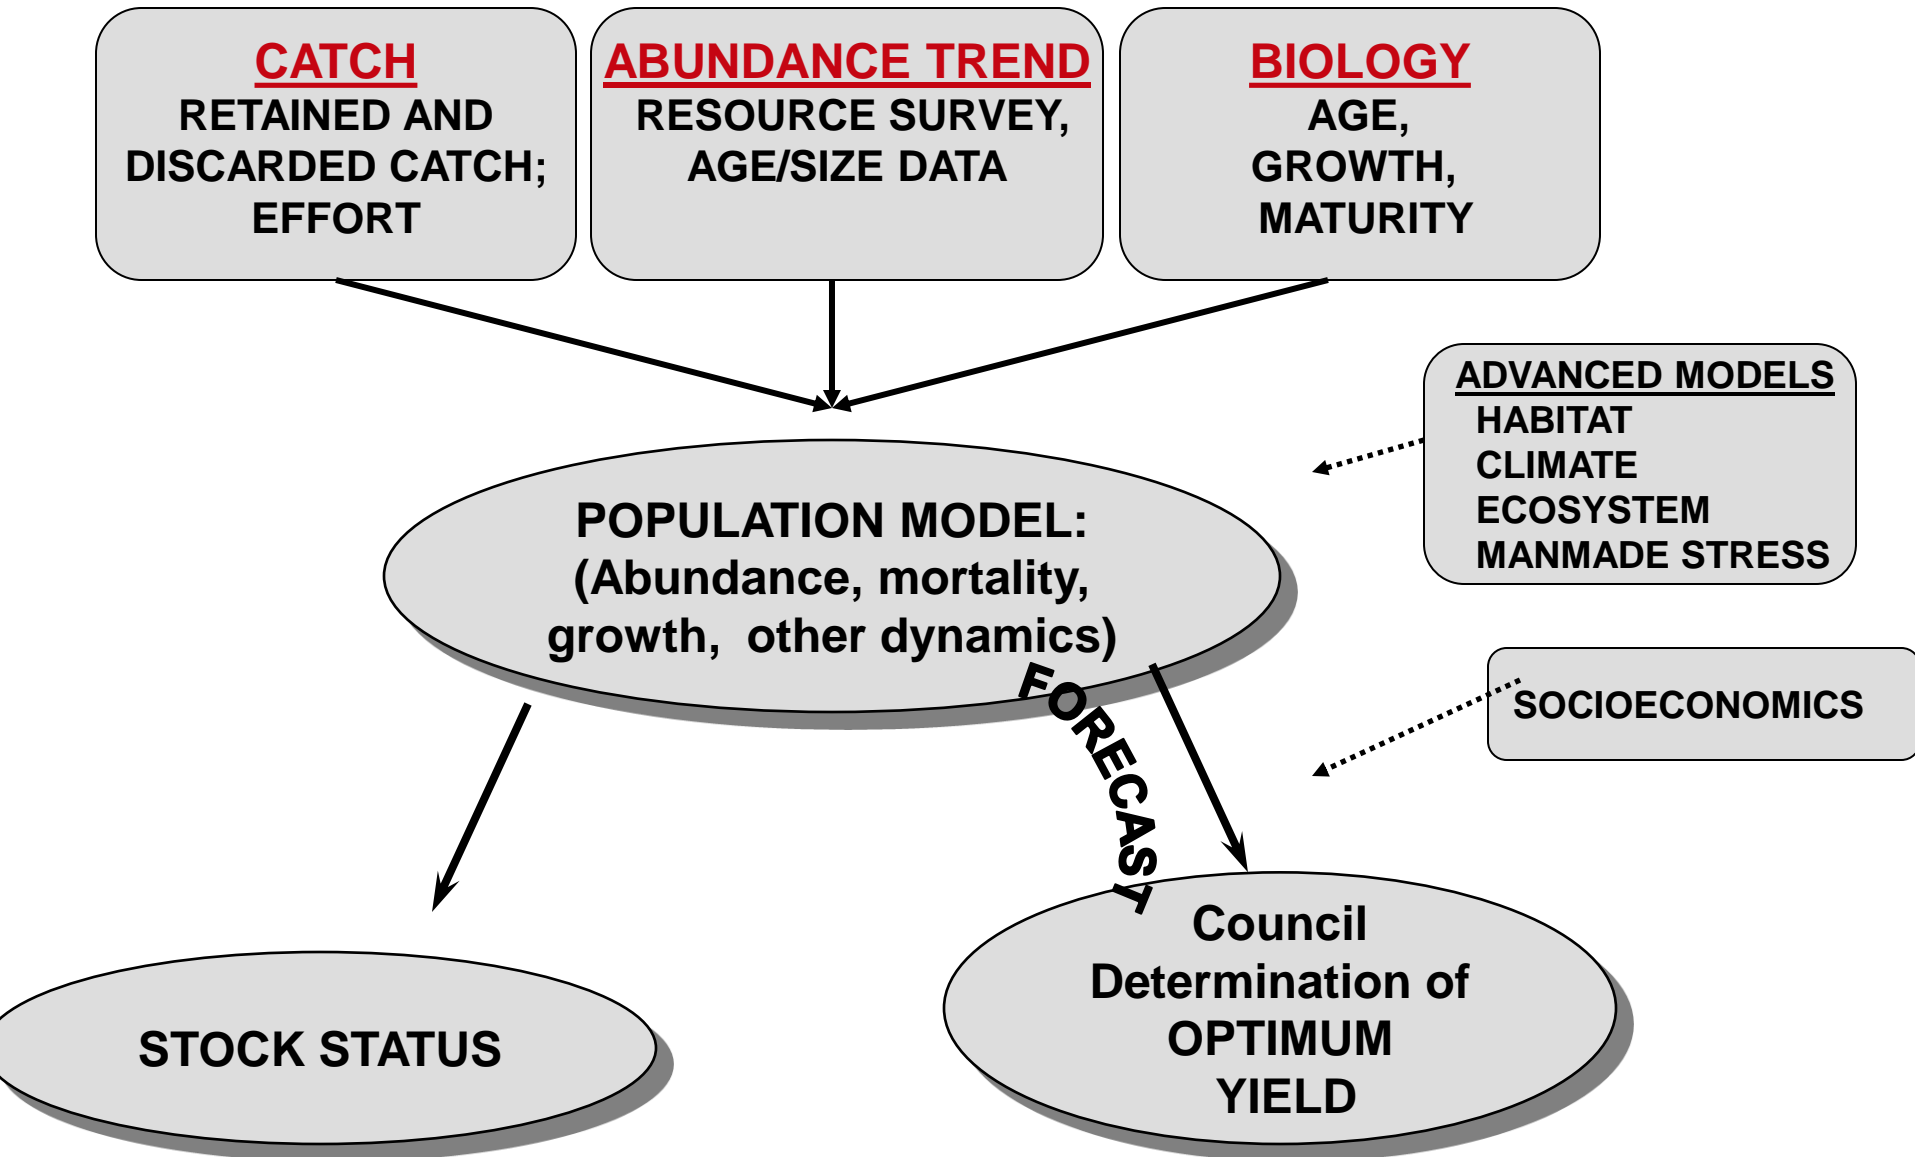 CATCH
RETAINED AND
DISCARDED CATCH;
EFFORT
ABUNDANCE TREND
RESOURCE SURVEY,
AGE/SIZE DATA
BIOLOGY
AGE,
GROWTH,
MATURITY
ADVANCED MODELS
HABITAT
CLIMATE
ECOSYSTEM
MANMADE STRESS
POPULATION MODEL:
(Abundance, mortality,
growth,  other dynamics)
SOCIOECONOMICS
FORECAST
STOCK STATUS
Council
Determination of
OPTIMUM
YIELD